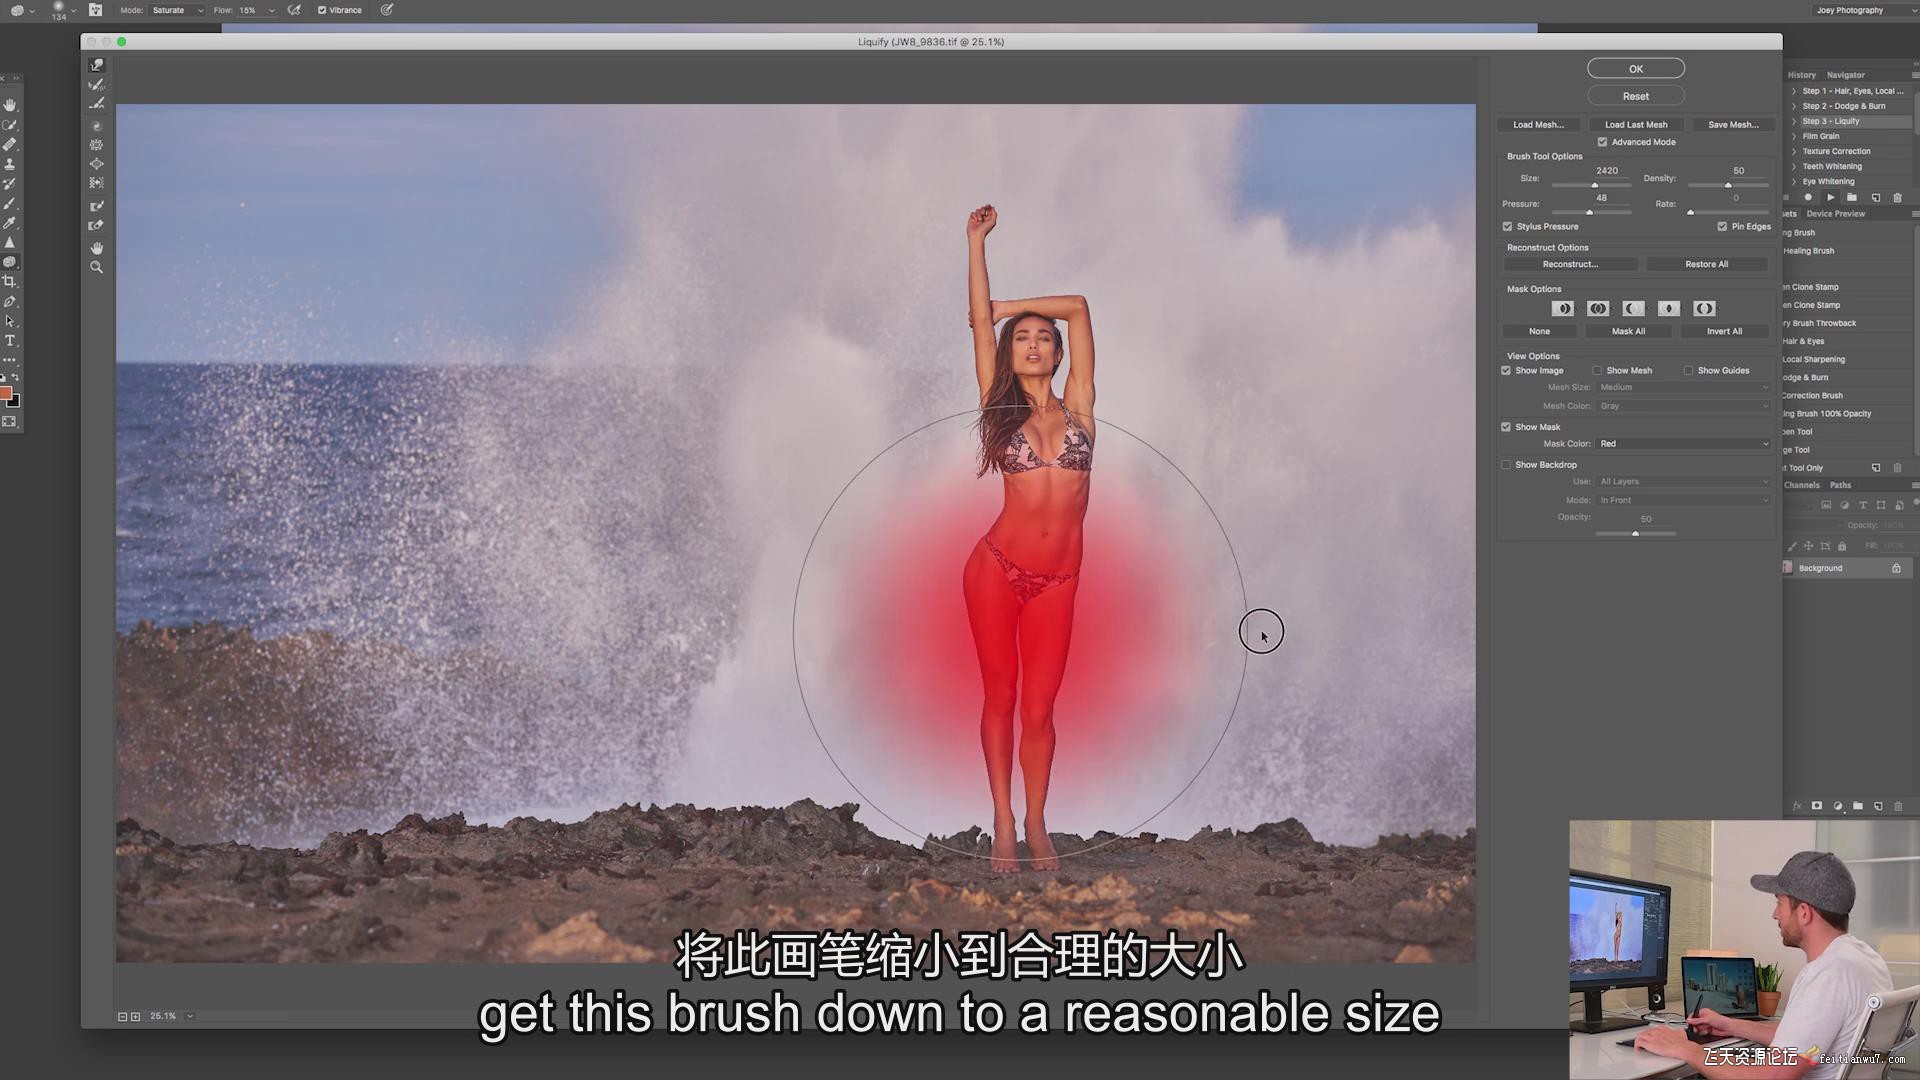 134
Mode: Saturate
Flow: 15%
Vibrance
Joey Photography
Liquify (JW8_9836.tif @ 25.1%)
OK
Reset
Load Mesh...
Load Last Mesh
Save Mesh...
Advanced Mode
Brush Tool Options
Size: 2420
Density: 50
Pressure: 48
Rate: 0
Stylus Pressure
Pin Edges
Reconstruct Options
Reconstruct...
Restore All
Mask Options
None
Mask All
Invert All
View Options
Show Image
Show Mesh
Show Guides
Mesh Size: Medium
Mesh Color: Gray
Show Mask
Mask Color: Red
Show Backdrop
Use: All Layers
Mode: In Front
Opacity: 50
History
Navigator
Step 1 - Hair, Eyes, Local ...
Step 2 - Dodge & Burn
Step 3 - Liquify
Film Grain
Texture Correction
Teeth Whitening
Eye Whitening
sets
Device Preview
ng Brush
Healing Brush
en Clone Stamp
en Clone Stamp
ry Brush Throwback
Hair & Eyes
Local Sharpening
odge & Burn
Correction Brush
ing Brush 100% Opacity
pen Tool
ge Tool
t Tool Only
Channels
Paths
Opacity: 100%
Fill: 100%
Background
fx
25.1%
将此画笔缩小到合理的大小
get this brush down to a reasonable size
飞天资源论坛
feitianwu7.com